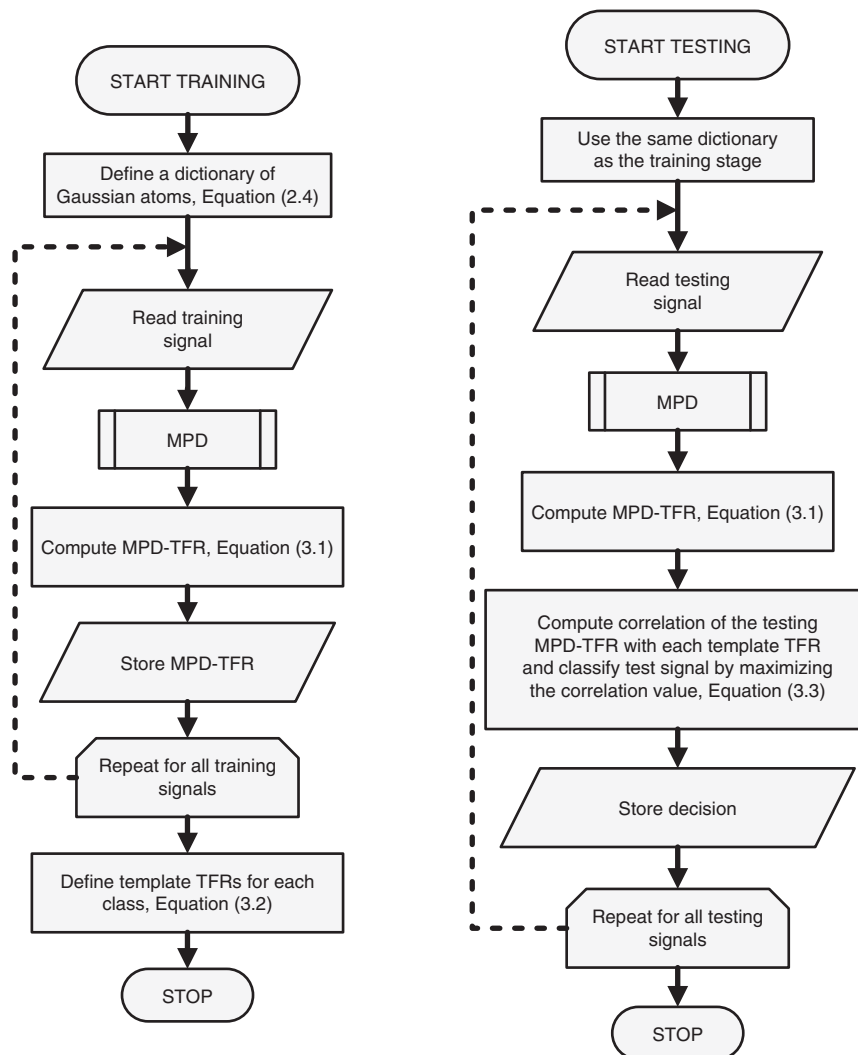 START TRAINING
Define a dictionary of
Gaussian atoms, Equation (2.4)
Read training
signal
MPD
Compute MPD-TFR, Equation (3.1)
Store MPD-TFR
Repeat for all training
signals
Define template TFRs for each
class, Equation (3.2)
STOP
START TESTING
Use the same dictionary
as the training stage
Read testing
signal
MPD
Compute MPD-TFR, Equation (3.1)
Compute correlation of the testing
MPD-TFR with each template TFR
and classify test signal by maximizing
the correlation value, Equation (3.3)
Store decision
Repeat for all testing
signals
STOP